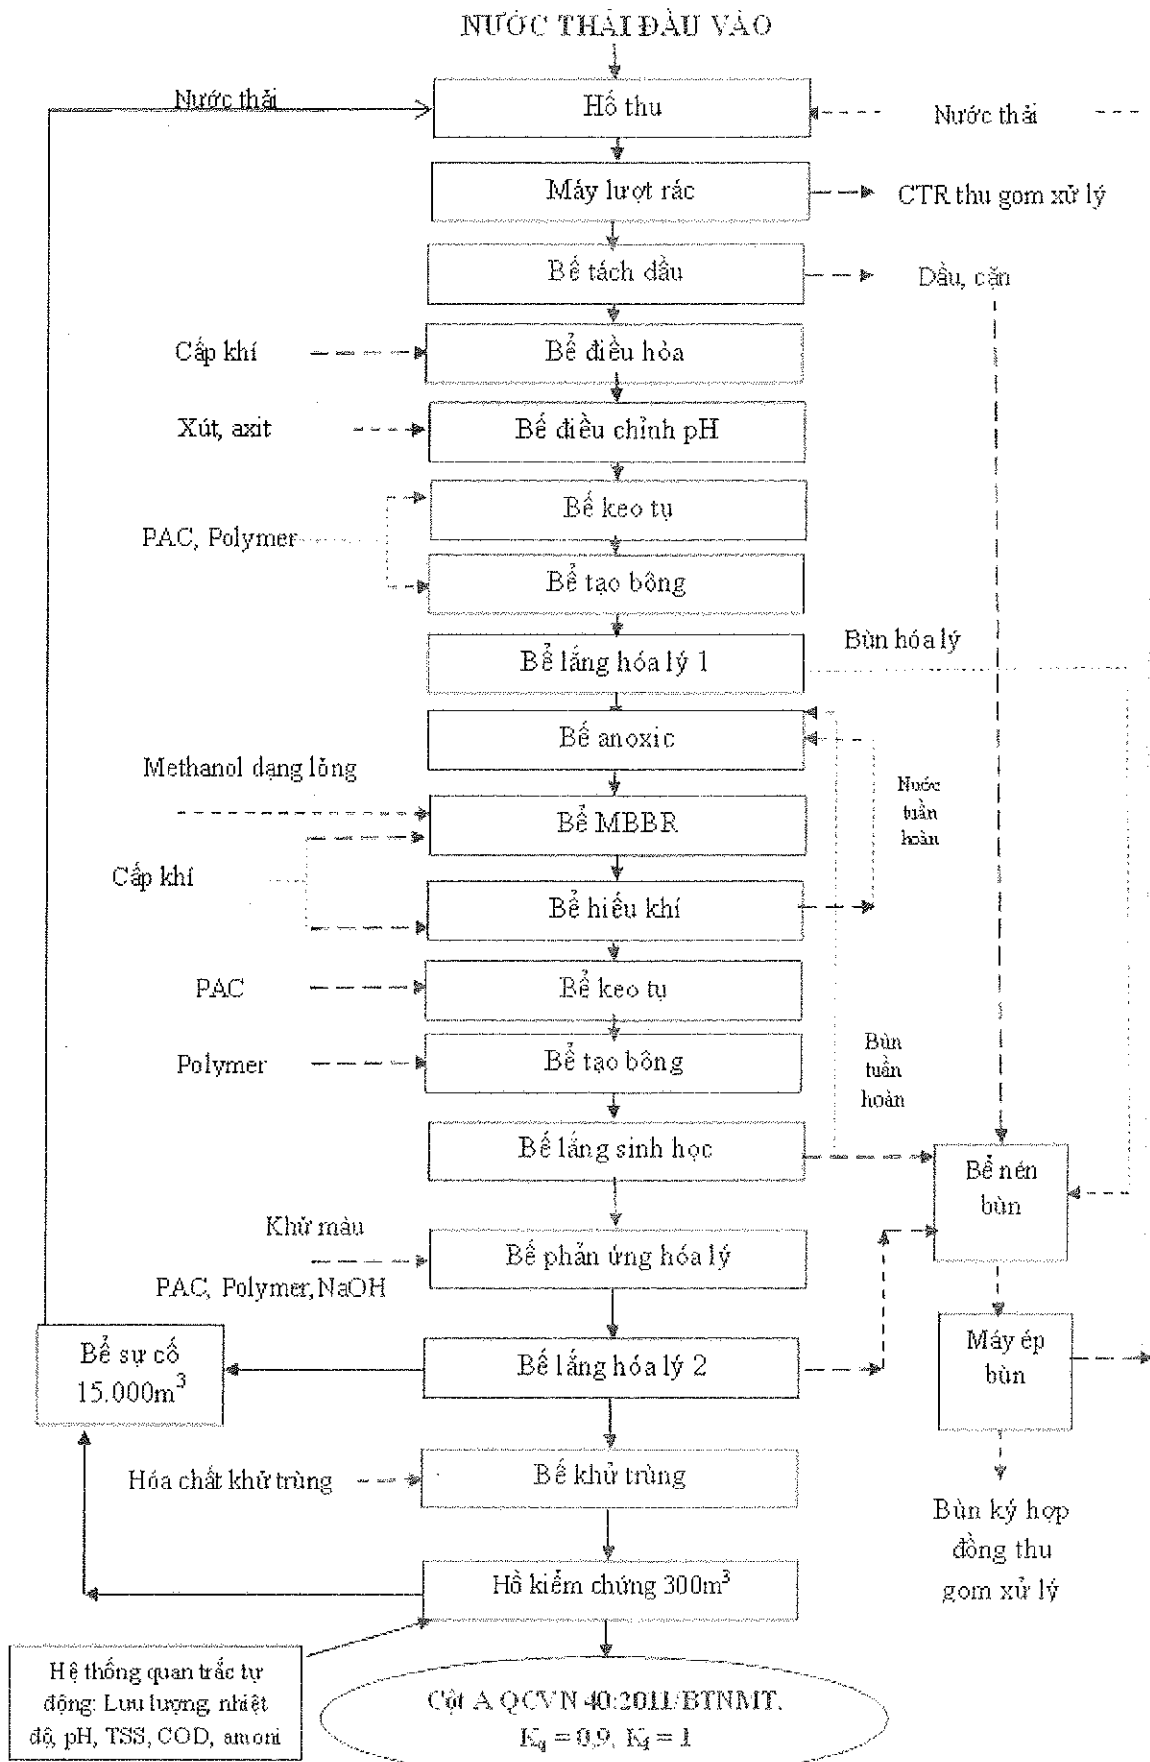 NƯỚC THẢI ĐẦU VÀO
Nước thải
Hố thu
Nước thải
Máy lượt rác
CTR thu gom xử lý
Bể tách dầu
Dầu, cặn
Cấp khí
Bể điều hòa
Xút, axit
Bể điều chỉnh pH
Bể keo tụ
PAC, Polymer
Bể tạo bông
Bùn hóa lý
Bể lắng hóa lý 1
Bể anoxic
Methanol dạng lỏng
Nước
tuần
hoàn
Bể MBBR
Cấp khí
Bể hiếu khí
PAC
Bể keo tụ
Polymer
Bể tạo bông
Bùn
tuần
hoàn
Bể lắng sinh học
Bể nén
bùn
Khử màu
Bể phản ứng hóa lý
PAC, Polymer, NaOH
Bể sự cố
15.000m³
Bể lắng hóa lý 2
Máy ép
bùn
Hóa chất khử trùng
Bể khử trùng
Bùn ký hợp
đồng thu
gom xử lý
Hồ kiểm chứng 300m³
Hệ thống quan trắc tự
động: Lưu lượng, nhiệt
độ, pH, TSS, COD, amoni
Cột A QCVN 40:2011/BTNMT.
Kq = 0,9, Kf = 1